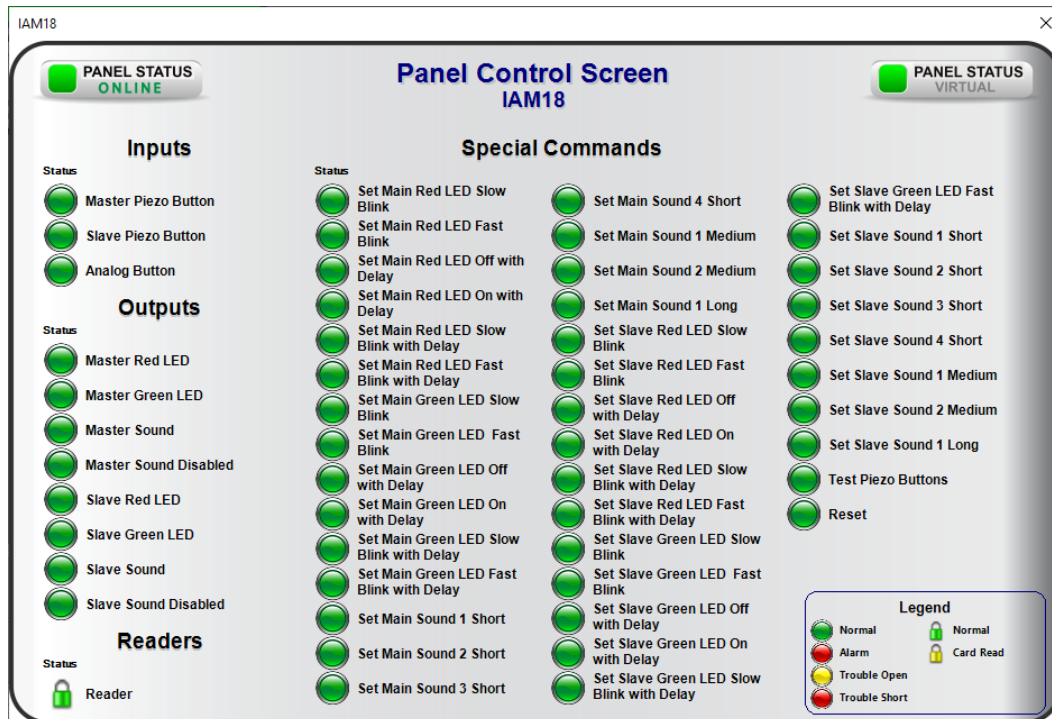 IAM18
PANEL STATUS
ONLINE
Panel Control Screen
IAM18
PANEL STATUS
VIRTUAL
Inputs
Status
Master Piezo Button
Slave Piezo Button
Analog Button
Outputs
Status
Master Red LED
Master Green LED
Master Sound
Master Sound Disabled
Slave Red LED
Slave Green LED
Slave Sound
Slave Sound Disabled
Readers
Status
Reader
Special Commands
Status
Set Main Red LED Slow
Blink
Set Main Red LED Fast
Blink
Set Main Red LED Off with
Delay
Set Main Red LED On with
Delay
Set Main Red LED Slow
Blink with Delay
Set Main Red LED Fast
Blink with Delay
Set Main Green LED Slow
Blink
Set Main Green LED  Fast
Blink
Set Main Green LED Off
with Delay
Set Main Green LED On
with Delay
Set Main Green LED Slow
Blink with Delay
Set Main Green LED Fast
Blink with Delay
Set Main Sound 1 Short
Set Main Sound 2 Short
Set Main Sound 3 Short
Set Main Sound 4 Short
Set Main Sound 1 Medium
Set Main Sound 2 Medium
Set Main Sound 1 Long
Set Slave Red LED Slow
Blink
Set Slave Red LED Fast
Blink
Set Slave Red LED Off
with Delay
Set Slave Red LED On
with Delay
Set Slave Red LED Slow
Blink with Delay
Set Slave Red LED Fast
Blink with Delay
Set Slave Green LED Slow
Blink
Set Slave Green LED  Fast
Blink
Set Slave Green LED Off
with Delay
Set Slave Green LED On
with Delay
Set Slave Green LED Slow
Blink with Delay
Set Slave Green LED Fast
Blink with Delay
Set Slave Sound 1 Short
Set Slave Sound 2 Short
Set Slave Sound 3 Short
Set Slave Sound 4 Short
Set Slave Sound 1 Medium
Set Slave Sound 2 Medium
Set Slave Sound 1 Long
Test Piezo Buttons
Reset
Legend
Normal
Alarm
Trouble Open
Trouble Short
Normal
Card Read